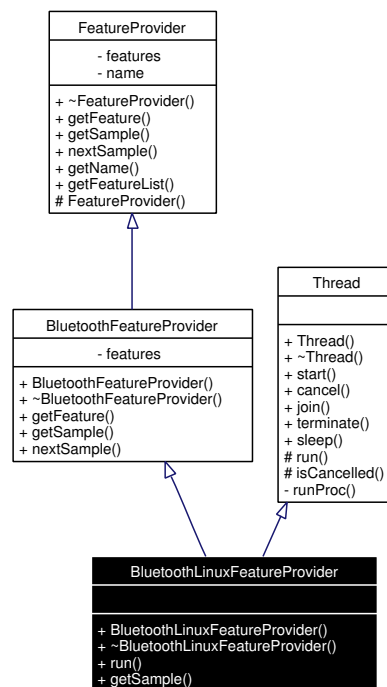 FeatureProvider
- features
- name
+ ~FeatureProvider()
+ getFeature()
+ getSample()
+ nextSample()
+ getName()
+ getFeatureList()
# FeatureProvider()
BluetoothFeatureProvider
- features
+ BluetoothFeatureProvider()
+ ~BluetoothFeatureProvider()
+ getFeature()
+ getSample()
+ nextSample()
Thread
+ Thread()
+ ~Thread()
+ start()
+ cancel()
+ join()
+ terminate()
+ sleep()
# run()
# isCancelled()
- runProc()
BluetoothLinuxFeatureProvider
+ BluetoothLinuxFeatureProvider()
+ ~BluetoothLinuxFeatureProvider()
+ run()
+ getSample()